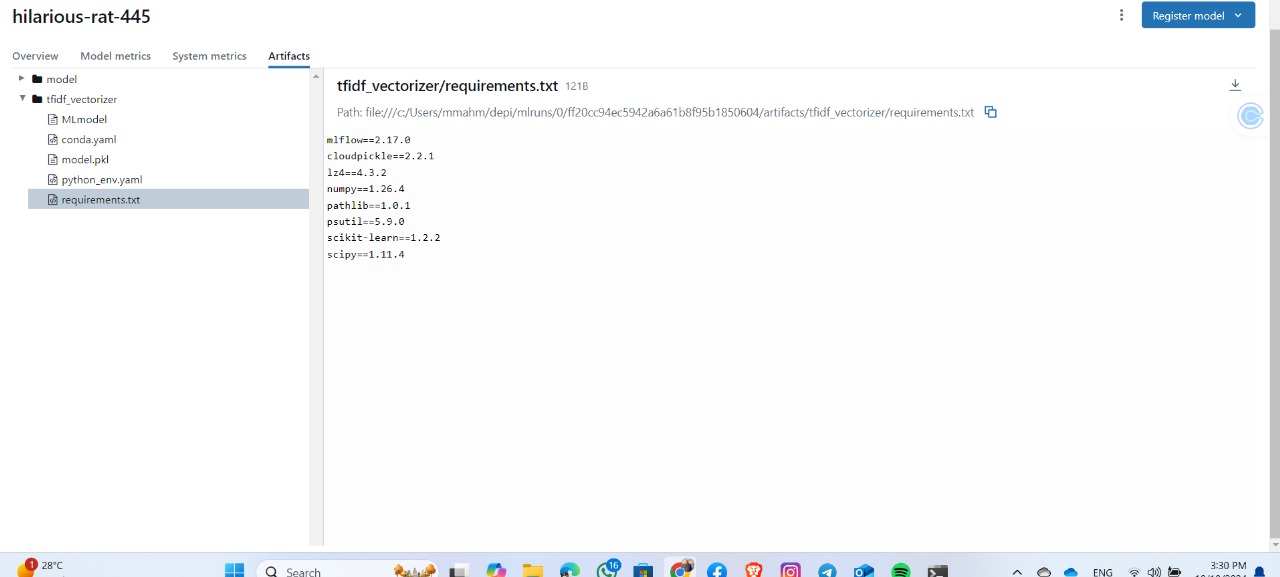 hilarious-rat-445
Register model
Overview Model metrics System metrics Artifacts
model
tfidf_vectorizer
MLmodel
conda.yaml
model.pkl
python_env.yaml
requirements.txt
tfidf_vectorizer/requirements.txt 121B
Path: file:///c:/Users/mmahm/depi/mlruns/0/ff20cc94ec5942a6a61b8f95b1850604/artifacts/tfidf_vectorizer/requirements.txt
mlflow==2.17.0
cloudpickle==2.2.1
lz4==4.3.2
numpy==1.26.4
pathlib==1.0.1
psutil==5.9.0
scikit-learn==1.2.2
scipy==1.11.4
1 28°C
Search
16
ENG
3:30 PM